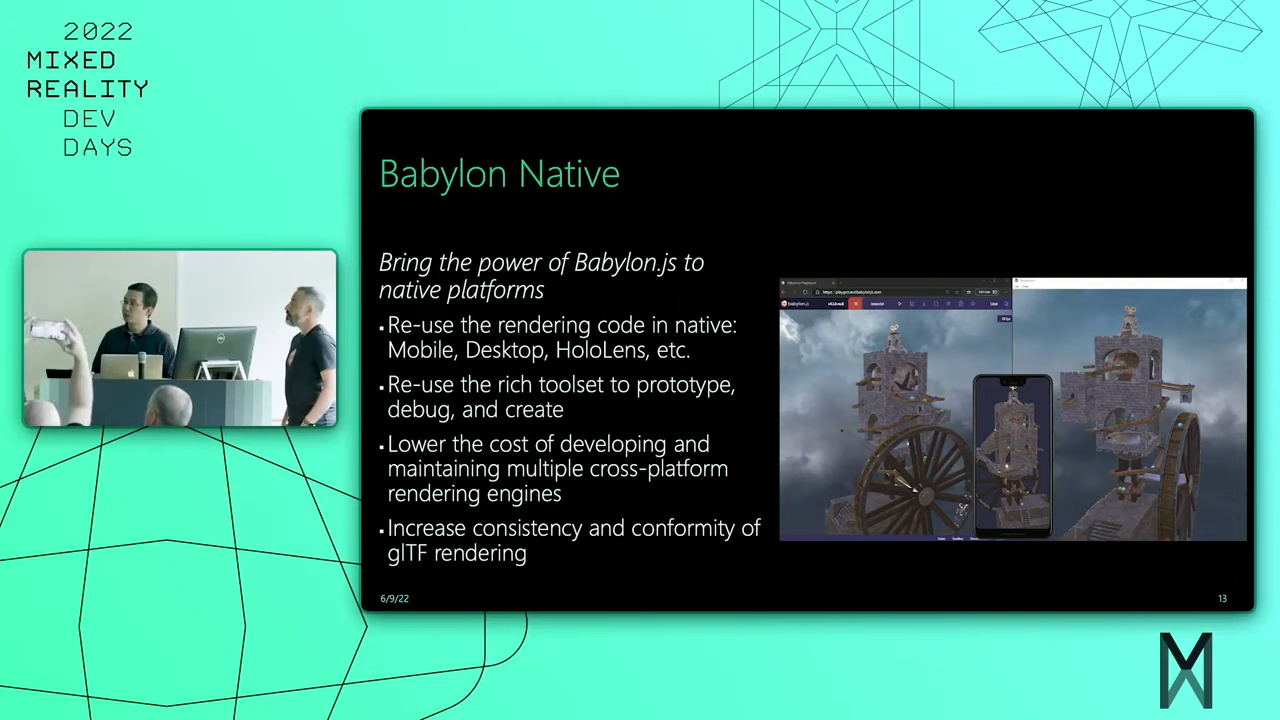 2022
MIXED
REALITY
DEV
DAYS
Babylon Native
Bring the power of Babylon.js to
native platforms
▪Re-use the rendering code in native:
Mobile, Desktop, HoloLens, etc.
▪Re-use the rich toolset to prototype,
debug, and create
▪Lower the cost of developing and
maintaining multiple cross-platform
rendering engines
▪Increase consistency and conformity of
glTF rendering
6/9/22
13